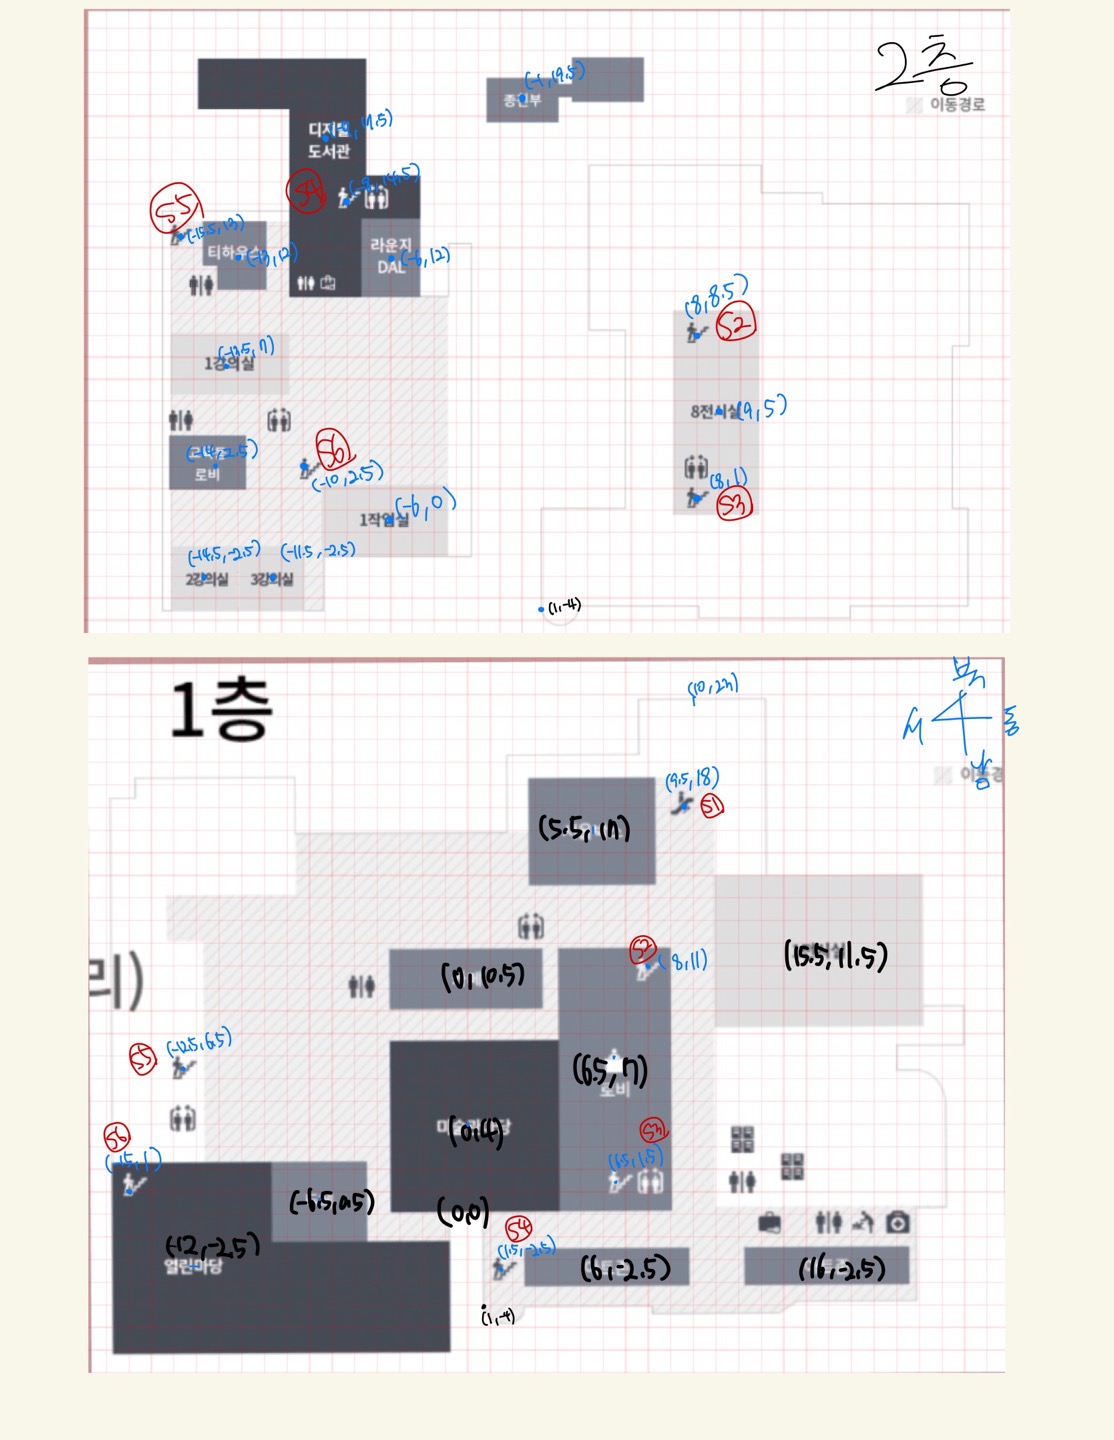 2층
이동경로
(-1, 19.5)
종친부
디지털
, 17.5)
도서관
S4
(-8, 14.5)
S5
(-15.5, 13)
티하우스
(-13, 12)
라운지
(-6, 12)
DAL
(8, 8.5)
S2
(-13.5, 7)
1강의실
8전시실
(9, 5)
(-14, 2.5)
로비
S6
(-10, 2.5)
(8, 1)
S3
(-6, 0)
1작업실
(-14.5, -2.5)
(-11.5, -2.5)
2강의실
3강의실
(1, -4)
1층
북
서
동
남
이동경
(9.5, 18)
S1
(5.5, 17)
리)
S2
(8, 11)
(0, 10.5)
(15.5, 11.5)
S5
(-12.5, 6.5)
(6.5, 7)
로비
(0, 4)
S6
(-15, 1)
S3
(6.5, 1.5)
(-6.5, 0.5)
(0,0)
S4
(1.5, -2.5)
(-12, -2.5)
열린마당
(6, -2.5)
(16, -2.5)
(1, -4)